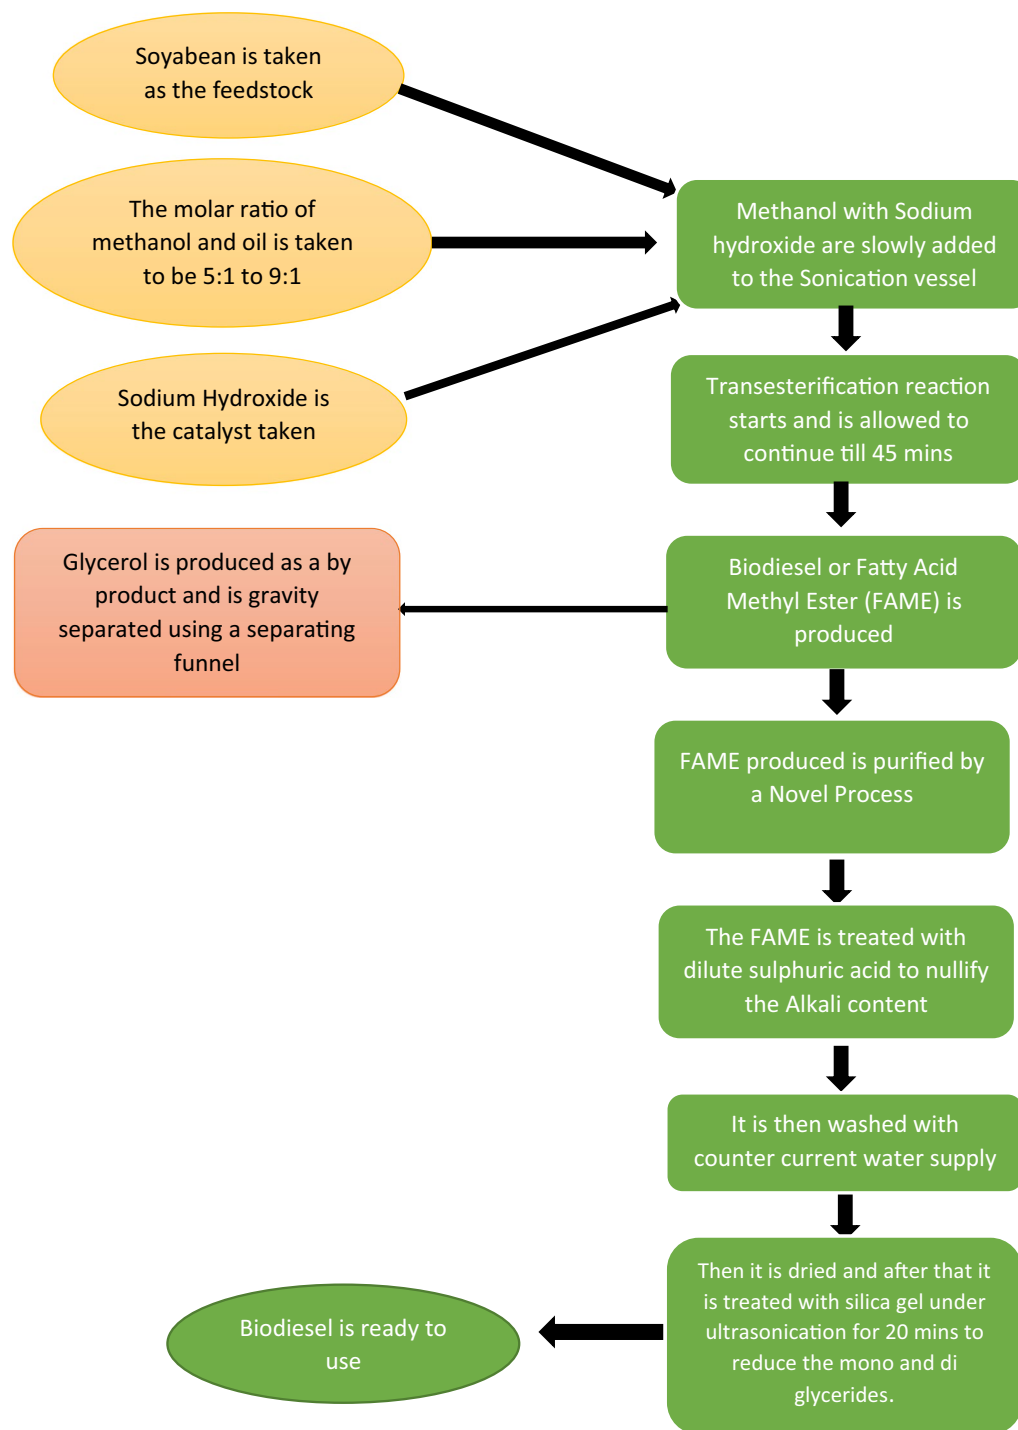 Soyabean is taken
as the feedstock
The molar ratio of
methanol and oil is taken
to be 5:1 to 9:1
Sodium Hydroxide is
the catalyst taken
Methanol with Sodium
hydroxide are slowly added
to the Sonication vessel
Transesterification reaction
starts and is allowed to
continue till 45 mins
Biodiesel or Fatty Acid
Methyl Ester (FAME) is
produced
Glycerol is produced as a by
product and is gravity
separated using a separating
funnel
FAME produced is purified by
a Novel Process
The FAME is treated with
dilute sulphuric acid to nullify
the Alkali content
It is then washed with
counter current water supply
Then it is dried and after that it
is treated with silica gel under
ultrasonication for 20 mins to
reduce the mono and di
glycerides.
Biodiesel is ready to
use